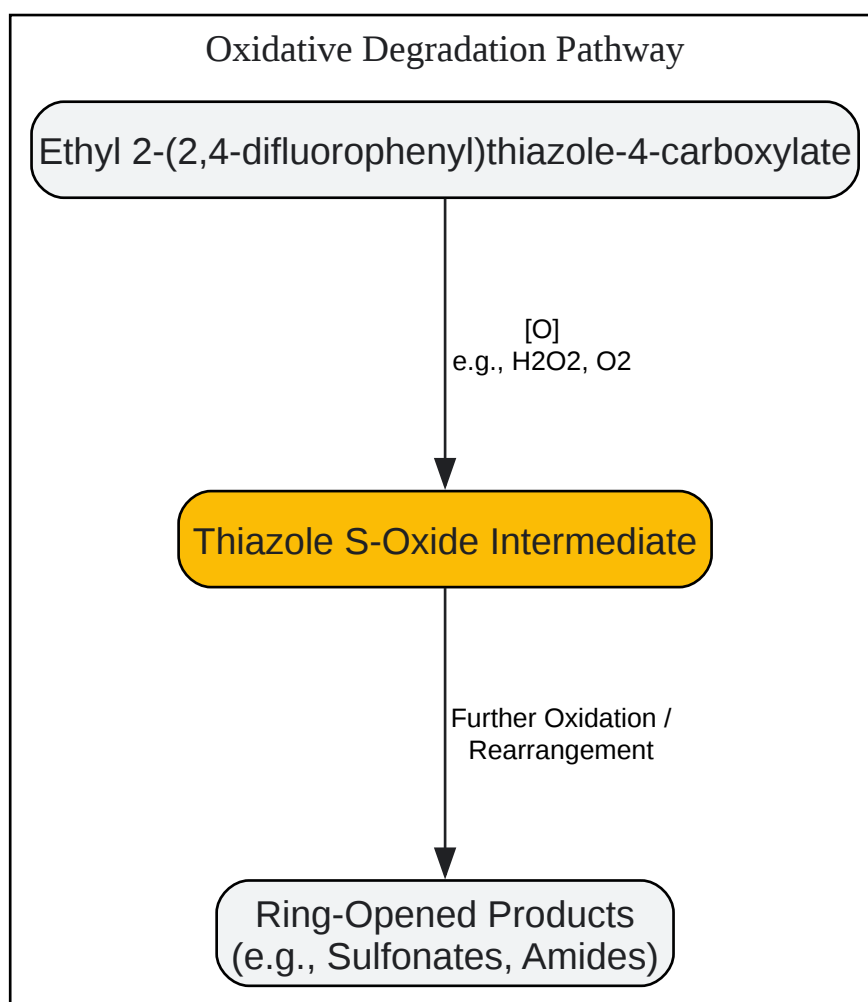 Oxidative Degradation Pathway
Ethyl 2-(2,4-difluorophenyl)thiazole-4-carboxylate
[O]
e.g., H2O2, O2
Thiazole S-Oxide Intermediate
Further Oxidation /
Rearrangement
Ring-Opened Products
(e.g., Sulfonates, Amides)